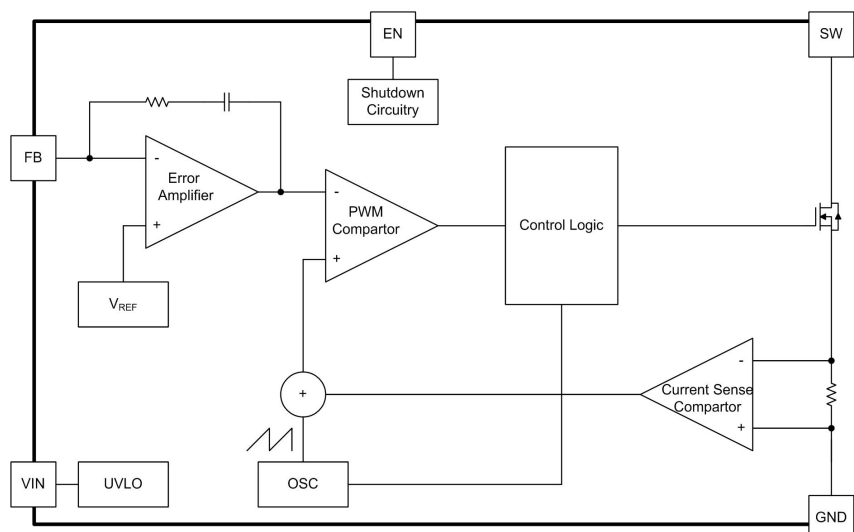 EN
SW
Shutdown
Circuitry
FB
-
Error
Amplifier
+
-
PWM
Compartor
+
Control Logic
VREF
-
Current Sense
Compartor
+
+
VIN
UVLO
OSC
GND